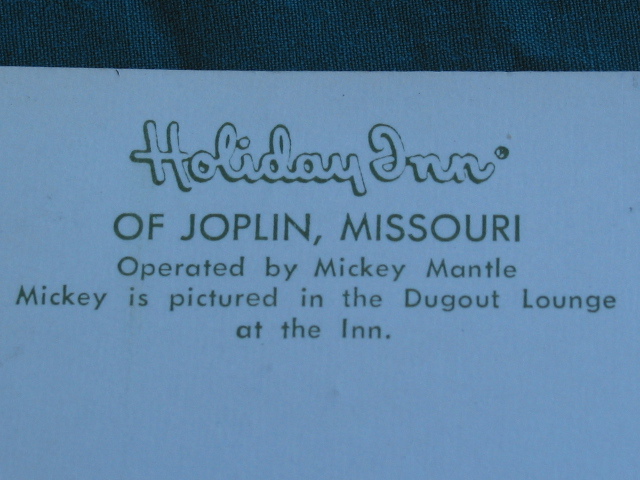 Holiday Inn
OF JOPLIN, MISSOURI
Operated by Mickey Mantle
Mickey is pictured in the Dugout Lounge
at the Inn.